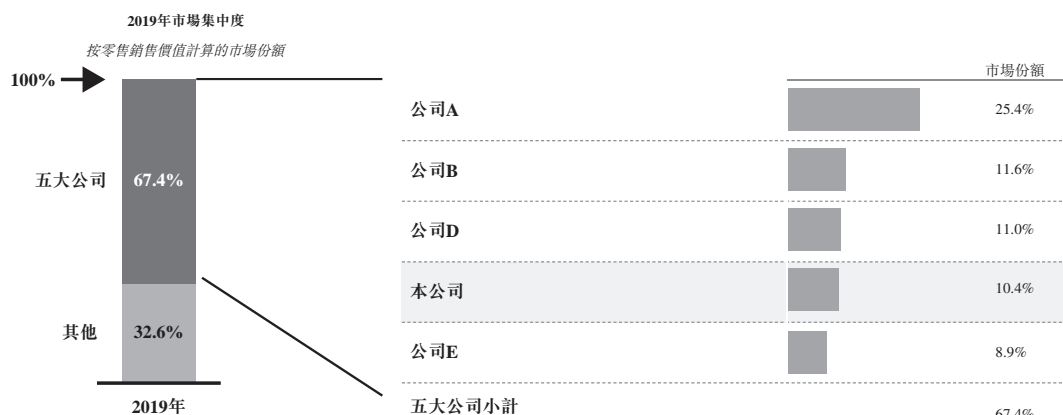 2019年市場集中度
按零售銷售價值計算的市場份額
100%
五大公司 67.4%
其他 32.6%
2019年
市場份額
公司A 25.4%
公司B 11.6%
公司D 11.0%
本公司 10.4%
公司E 8.9%
五大公司小計 67.4%